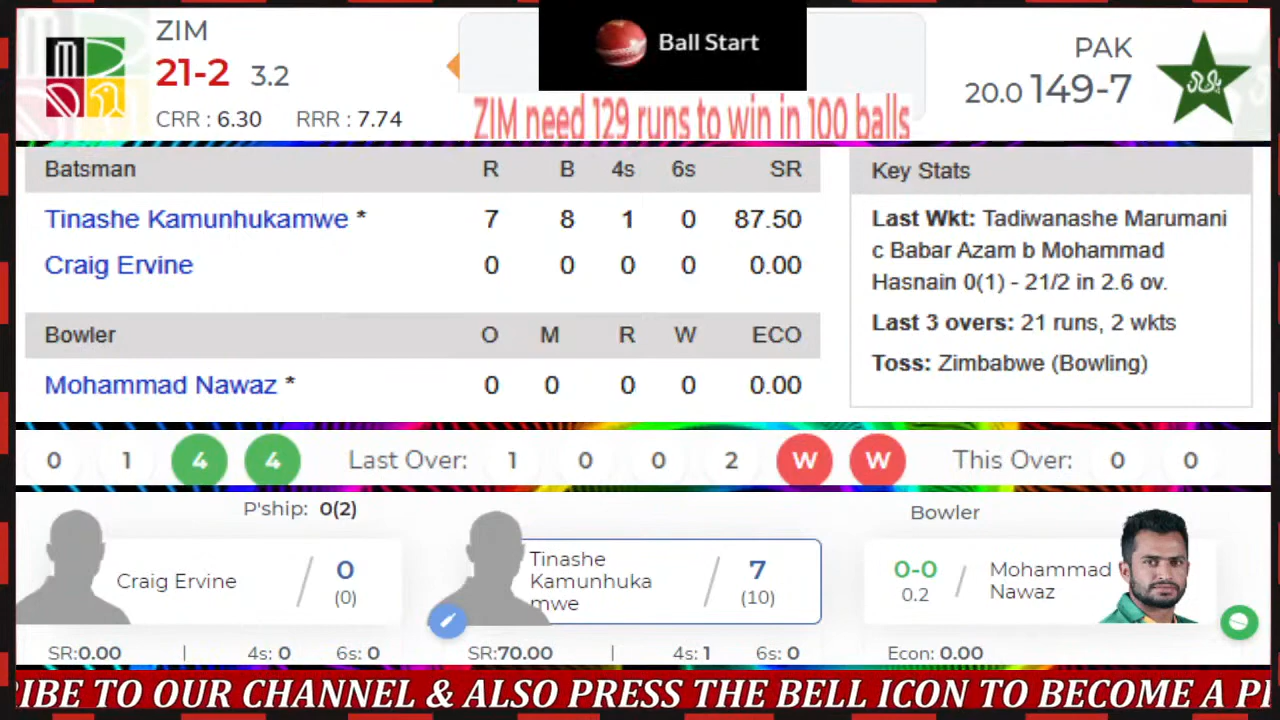 ZIM
21-2 3.2
CRR : 6.30 RRR : 7.74
Ball Start
ZIM need 129 runs to win in 100 balls
PAK
20.0 149-7
Batsman R B 4s 6s SR
Tinashe Kamunhukamwe * 7 8 1 0 87.50
Craig Ervine 0 0 0 0 0.00
Bowler O M R W ECO
Mohammad Nawaz * 0 0 0 0 0.00
Key Stats
Last Wkt: Tadiwanashe Marumani
c Babar Azam b Mohammad
Hasnain 0(1) - 21/2 in 2.6 ov.
Last 3 overs: 21 runs, 2 wkts
Toss: Zimbabwe (Bowling)
0 1 4 4 Last Over: 1 0 0 2 W W This Over: 0 0
P'ship: 0(2)
Craig Ervine / 0
(0)
SR:0.00 | 4s: 0 6s: 0
Tinashe
Kamunhuka
mwe
/ 7
(10)
SR:70.00 | 4s: 1 6s: 0
Bowler
0-0
0.2
/ Mohammad
Nawaz
Econ: 0.00
RIBE TO OUR CHANNEL & ALSO PRESS THE BELL ICON TO BECOME A P